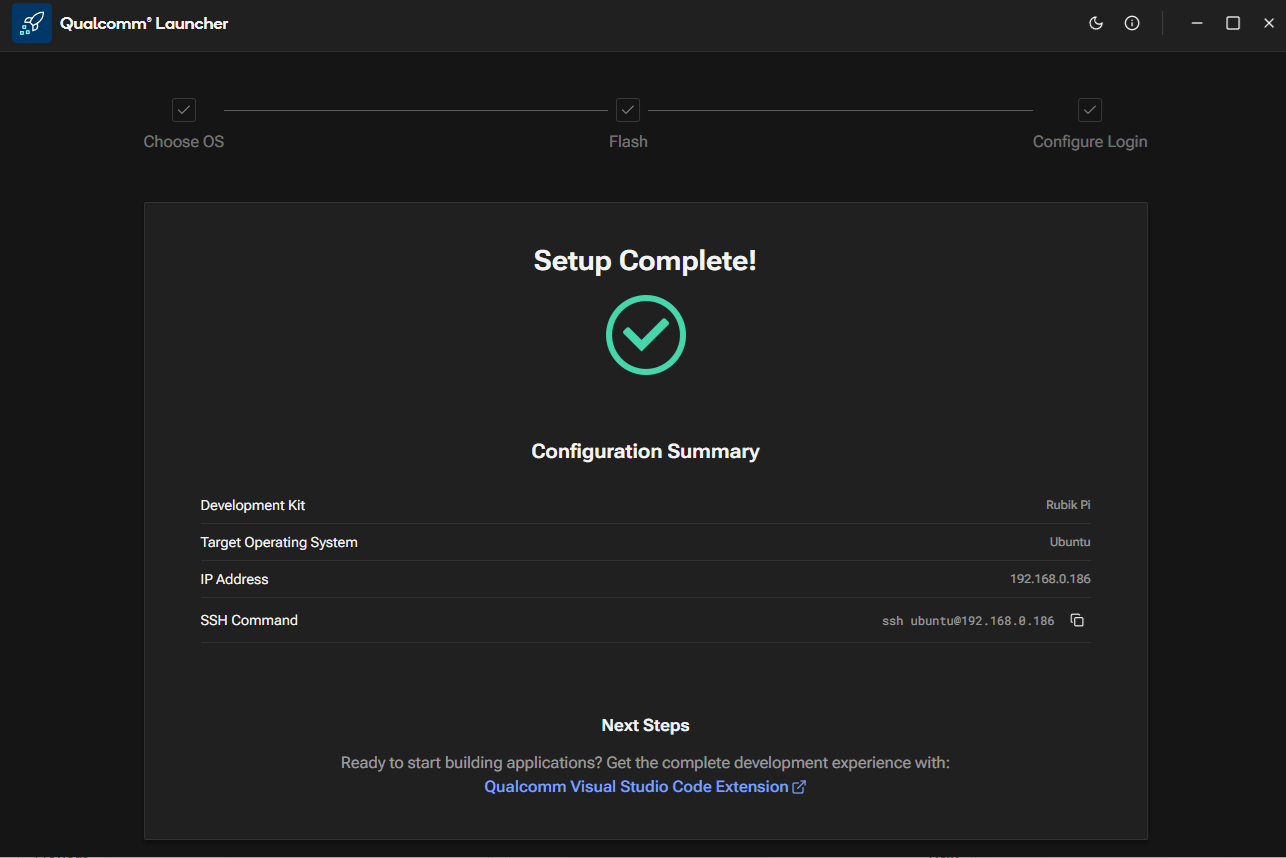 Qualcomm® Launcher
Choose OS
Flash
Configure Login
Setup Complete!
Configuration Summary
Development Kit
Rubik Pi
Target Operating System
Ubuntu
IP Address
192.168.0.186
SSH Command
ssh ubuntu@192.168.0.186
Next Steps
Ready to start building applications? Get the complete development experience with:
Qualcomm Visual Studio Code Extension